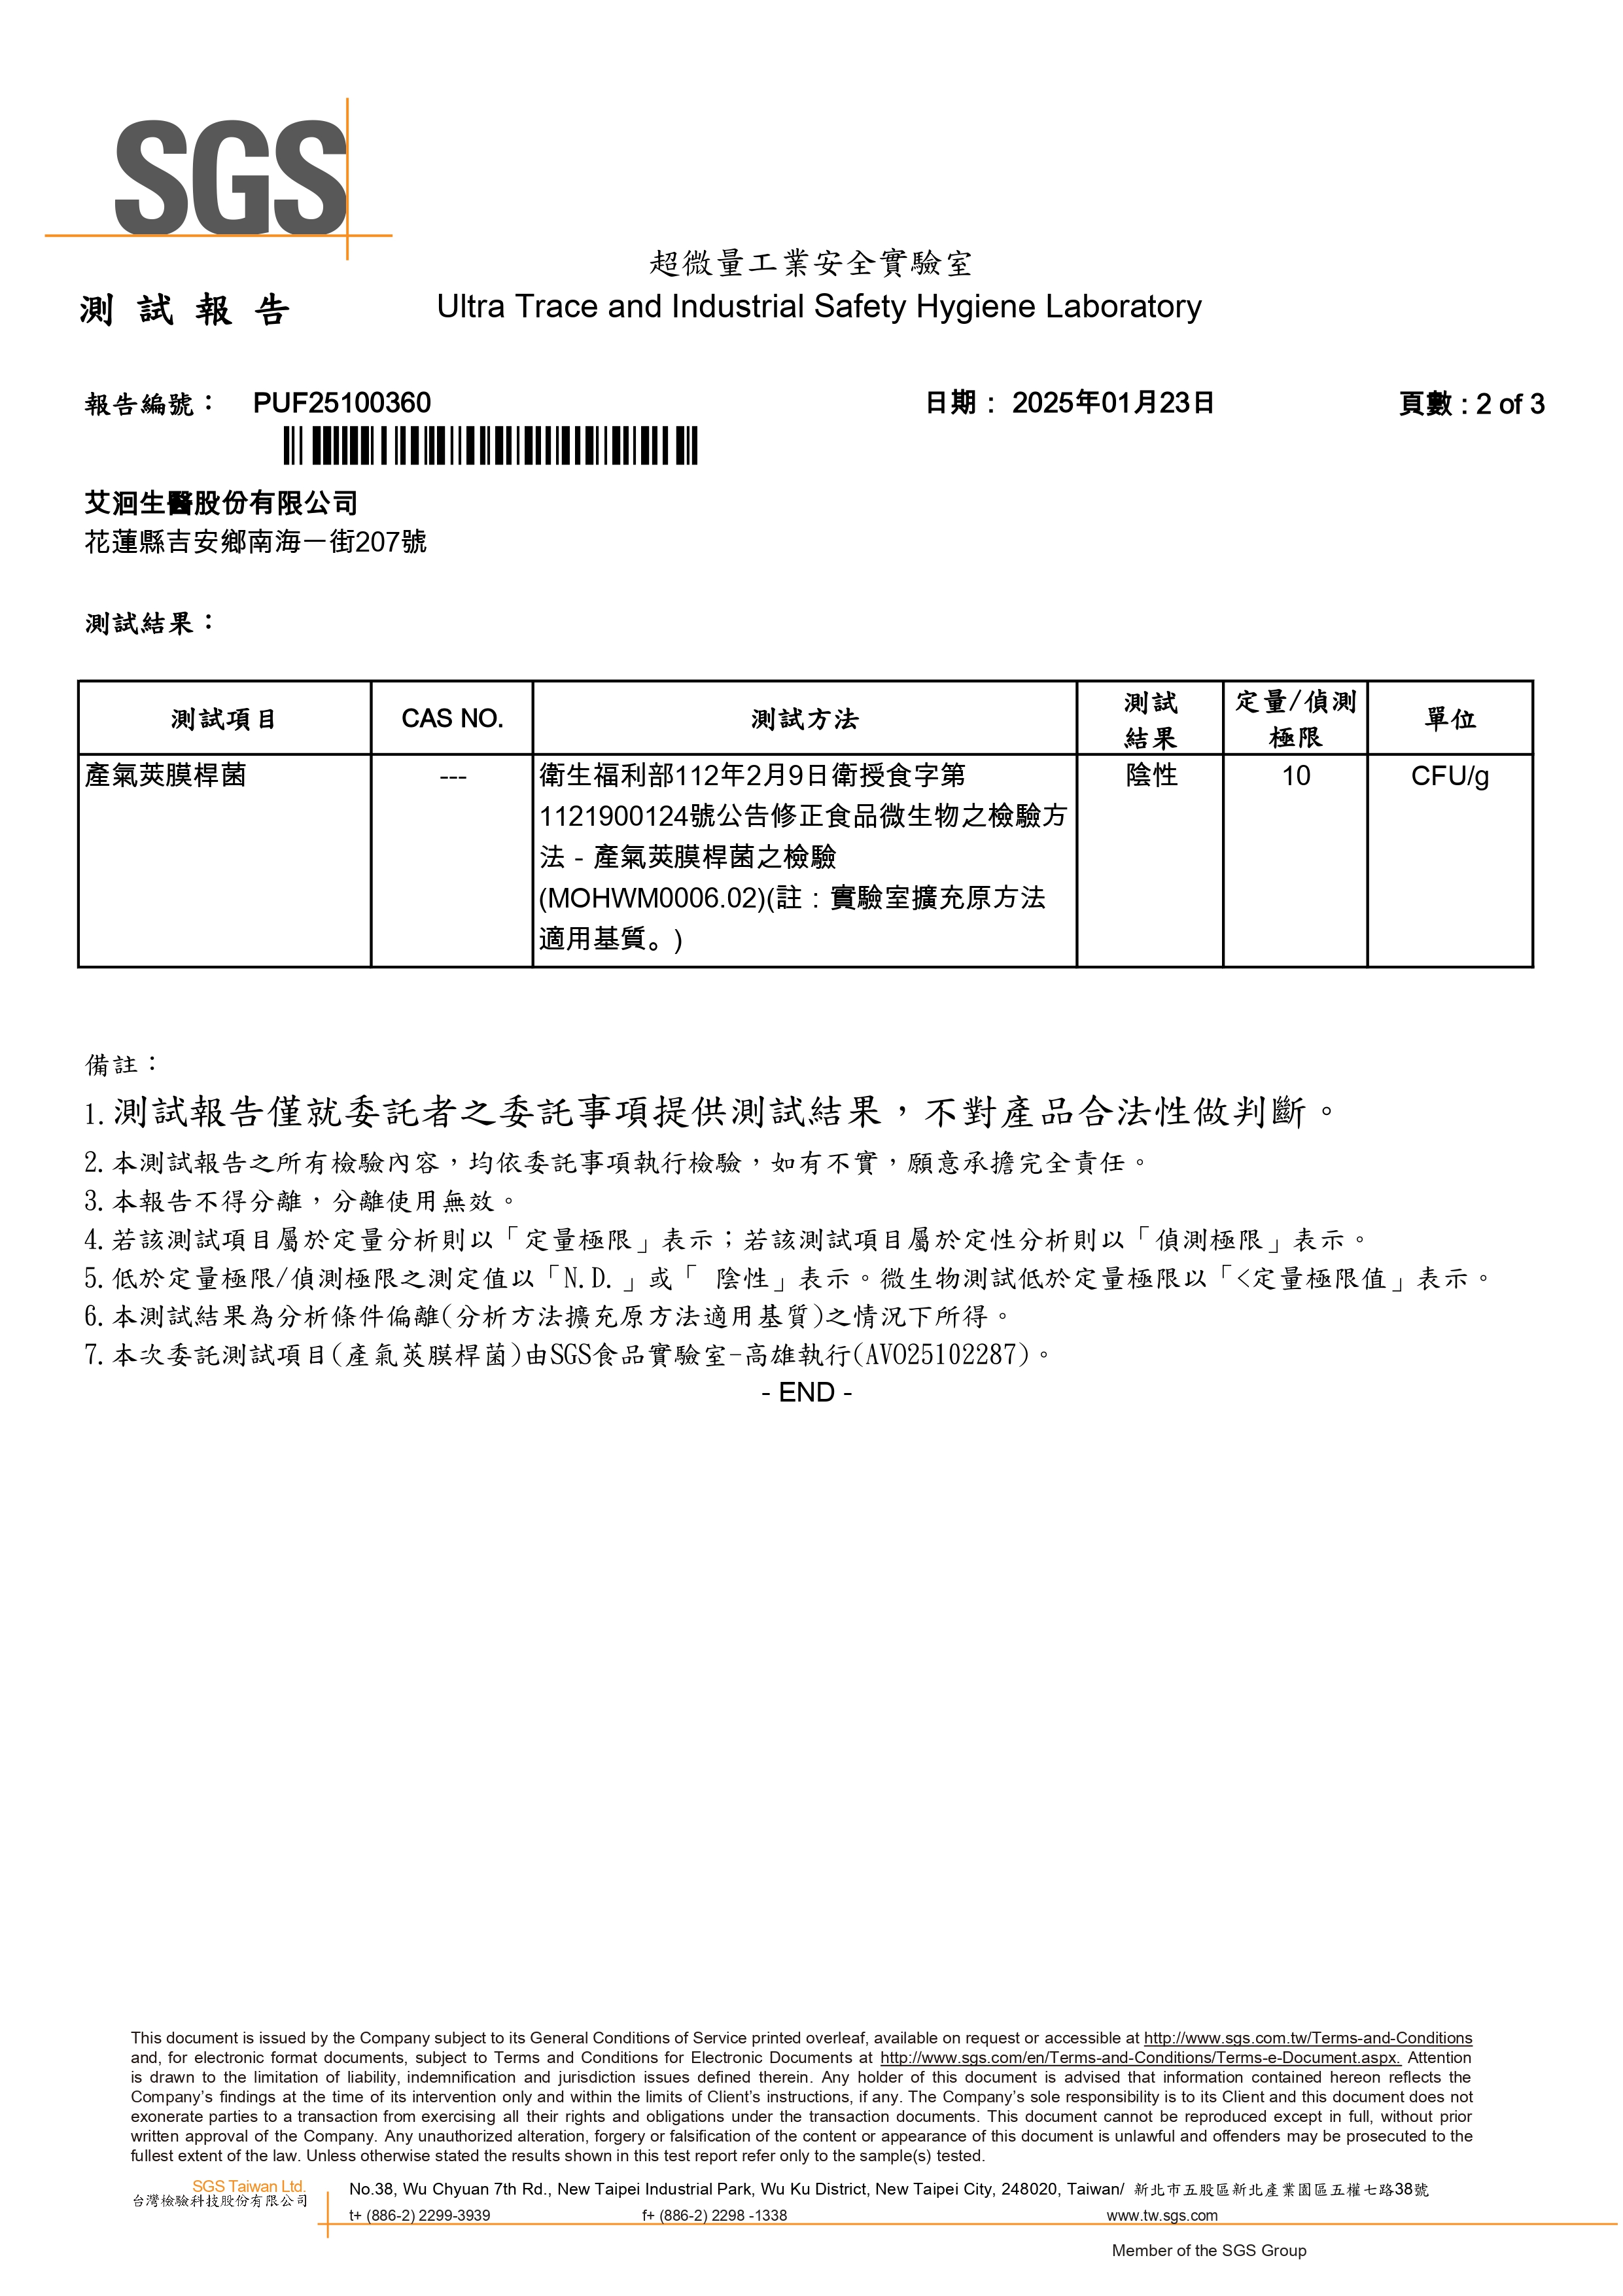 SGS
超微量工業安全實驗室
測 試 報 告 Ultra Trace and Industrial Safety Hygiene Laboratory
報告編號： PUF25100360 日期： 2025年01月23日 頁數 : 2 of 3
艾洄生醫股份有限公司
花蓮縣吉安鄉南海一街207號
測試結果：
測試項目 CAS NO. 測試方法 測試結果 定量/偵測極限 單位
產氣莢膜桿菌 --- 衛生福利部112年2月9日衛授食字第 陰性 10 CFU/g
1121900124號公告修正食品微生物之檢驗方
法－產氣莢膜桿菌之檢驗
(MOHWM0006.02)(註：實驗室擴充原方法
適用基質。)
備註：
1. 測試報告僅就委託者之委託事項提供測試結果，不對產品合法性做判斷。
2. 本測試報告之所有檢驗內容，均依委託事項執行檢驗，如有不實，願意承擔完全責任。
3. 本報告不得分離，分離使用無效。
4. 若該測試項目屬於定量分析則以「定量極限」表示；若該測試項目屬於定性分析則以「偵測極限」表示。
5. 低於定量極限/偵測極限之測定值以「N.D.」或「 陰性」表示。微生物測試低於定量極限以「<定量極限值」表示。
6. 本測試結果為分析條件偏離(分析方法擴充原方法適用基質)之情況下所得。
7. 本次委託測試項目(產氣莢膜桿菌)由SGS食品實驗室-高雄執行(AVO25102287)。
- END -
This document is issued by the Company subject to its General Conditions of Service printed overleaf, available on request or accessible at http://www.sgs.com.tw/Terms-and-Conditions
and, for electronic format documents, subject to Terms and Conditions for Electronic Documents at http://www.sgs.com/en/Terms-and-Conditions/Terms-e-Document.aspx. Attention
is drawn to the limitation of liability, indemnification and jurisdiction issues defined therein. Any holder of this document is advised that information contained hereon reflects the
Company’s findings at the time of its intervention only and within the limits of Client’s instructions, if any. The Company’s sole responsibility is to its Client and this document does not
exonerate parties to a transaction from exercising all their rights and obligations under the transaction documents. This document cannot be reproduced except in full, without prior
written approval of the Company. Any unauthorized alteration, forgery or falsification of the content or appearance of this document is unlawful and offenders may be prosecuted to the
fullest extent of the law. Unless otherwise stated the results shown in this test report refer only to the sample(s) tested.
SGS Taiwan Ltd.
台灣檢驗科技股份有限公司
No.38, Wu Chyuan 7th Rd., New Taipei Industrial Park, Wu Ku District, New Taipei City, 248020, Taiwan/ 新北市五股區新北產業園區五權七路38號
t+ (886-2) 2299-3939 f+ (886-2) 2298 -1338 www.tw.sgs.com
Member of the SGS Group